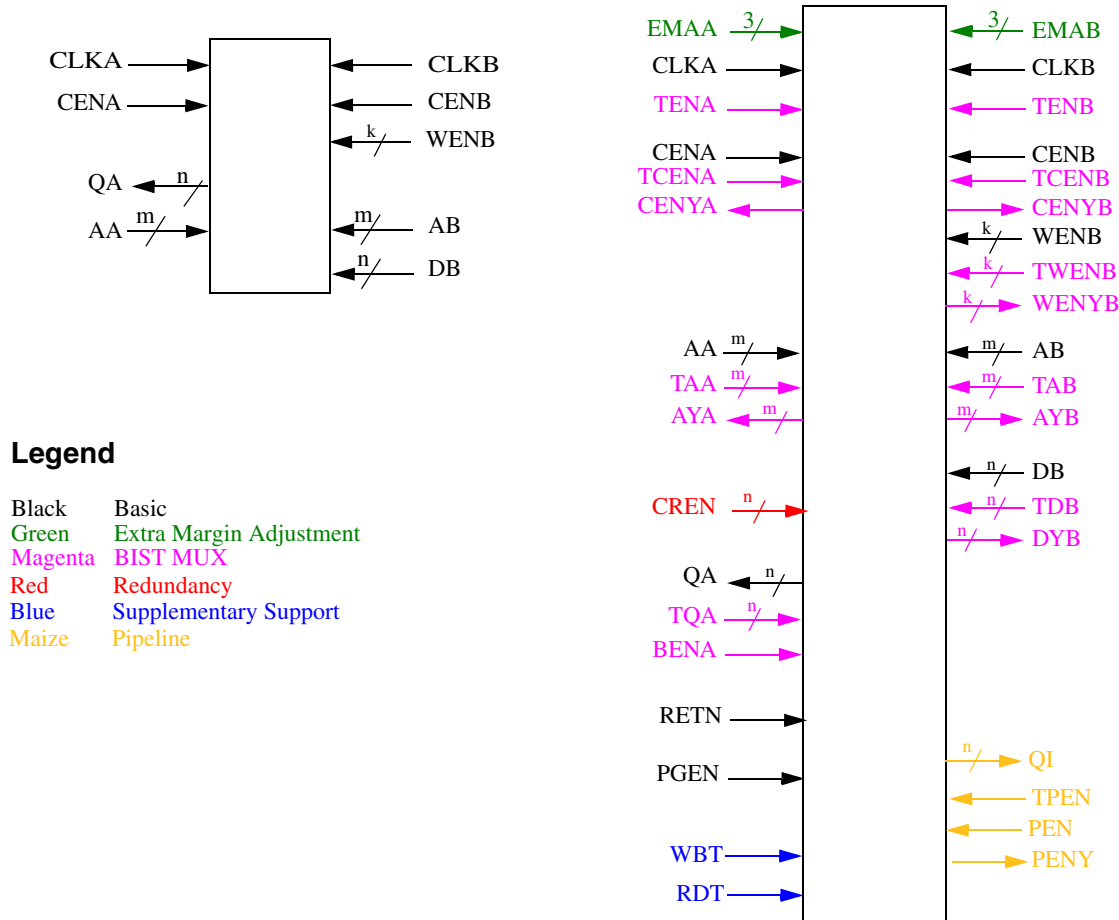 CLKA
CLKB
CENA
CENB
k
WENB
QA
n
AA
m
m
AB
n
DB
Legend
Black Basic
Green Extra Margin Adjustment
Magenta BIST MUX
Red Redundancy
Blue Supplementary Support
Maize Pipeline
EMAA 3
3 EMAB
CLKA
CLKB
TENA
TENB
CENA
CENB
TCENA
TCENB
CENYA
CENYB
k WENB
k TWENB
k WENYB
AA m
m AB
TAA m
m TAB
AYA m
m AYB
n DB
CREN n
n TDB
n DYB
QA n
TQA n
BENA
RETN
n QI
PGEN
TPEN
PEN
WBT
PENY
RDT